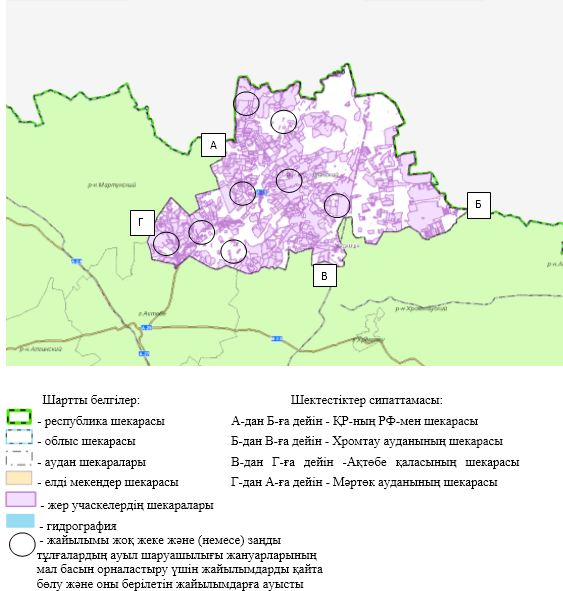 А
р-н Мартукский
Г
Б
В
г.Актобе
А-24
А-27
р-н Алгинский
р-н Хромтауский
Шартты белгілер:
- республика шекарасы
- облыс шекарасы
- аудан шекаралары
- елді мекендер шекарасы
- жер учаскелердің шекаралары
- гидрография
- жайылымы жоқ жеке және (немесе) заңды
тұлғалардың ауыл шаруашылығы жануарларының
мал басын орналастыру үшін жайылымдарды қайта
бөлу және оны берілетін жайылымдарға ауысты
Шектестіктер сипаттамасы:
А-дан Б-ға дейін - ҚР-ның РФ-мен шекарасы
Б-дан В-ға дейін - Хромтау ауданының шекарасы
В-дан Г-ға дейін -Ақтөбе қаласының шекарасы
Г-дан А-ға дейін - Мәртөк ауданының шекарасы